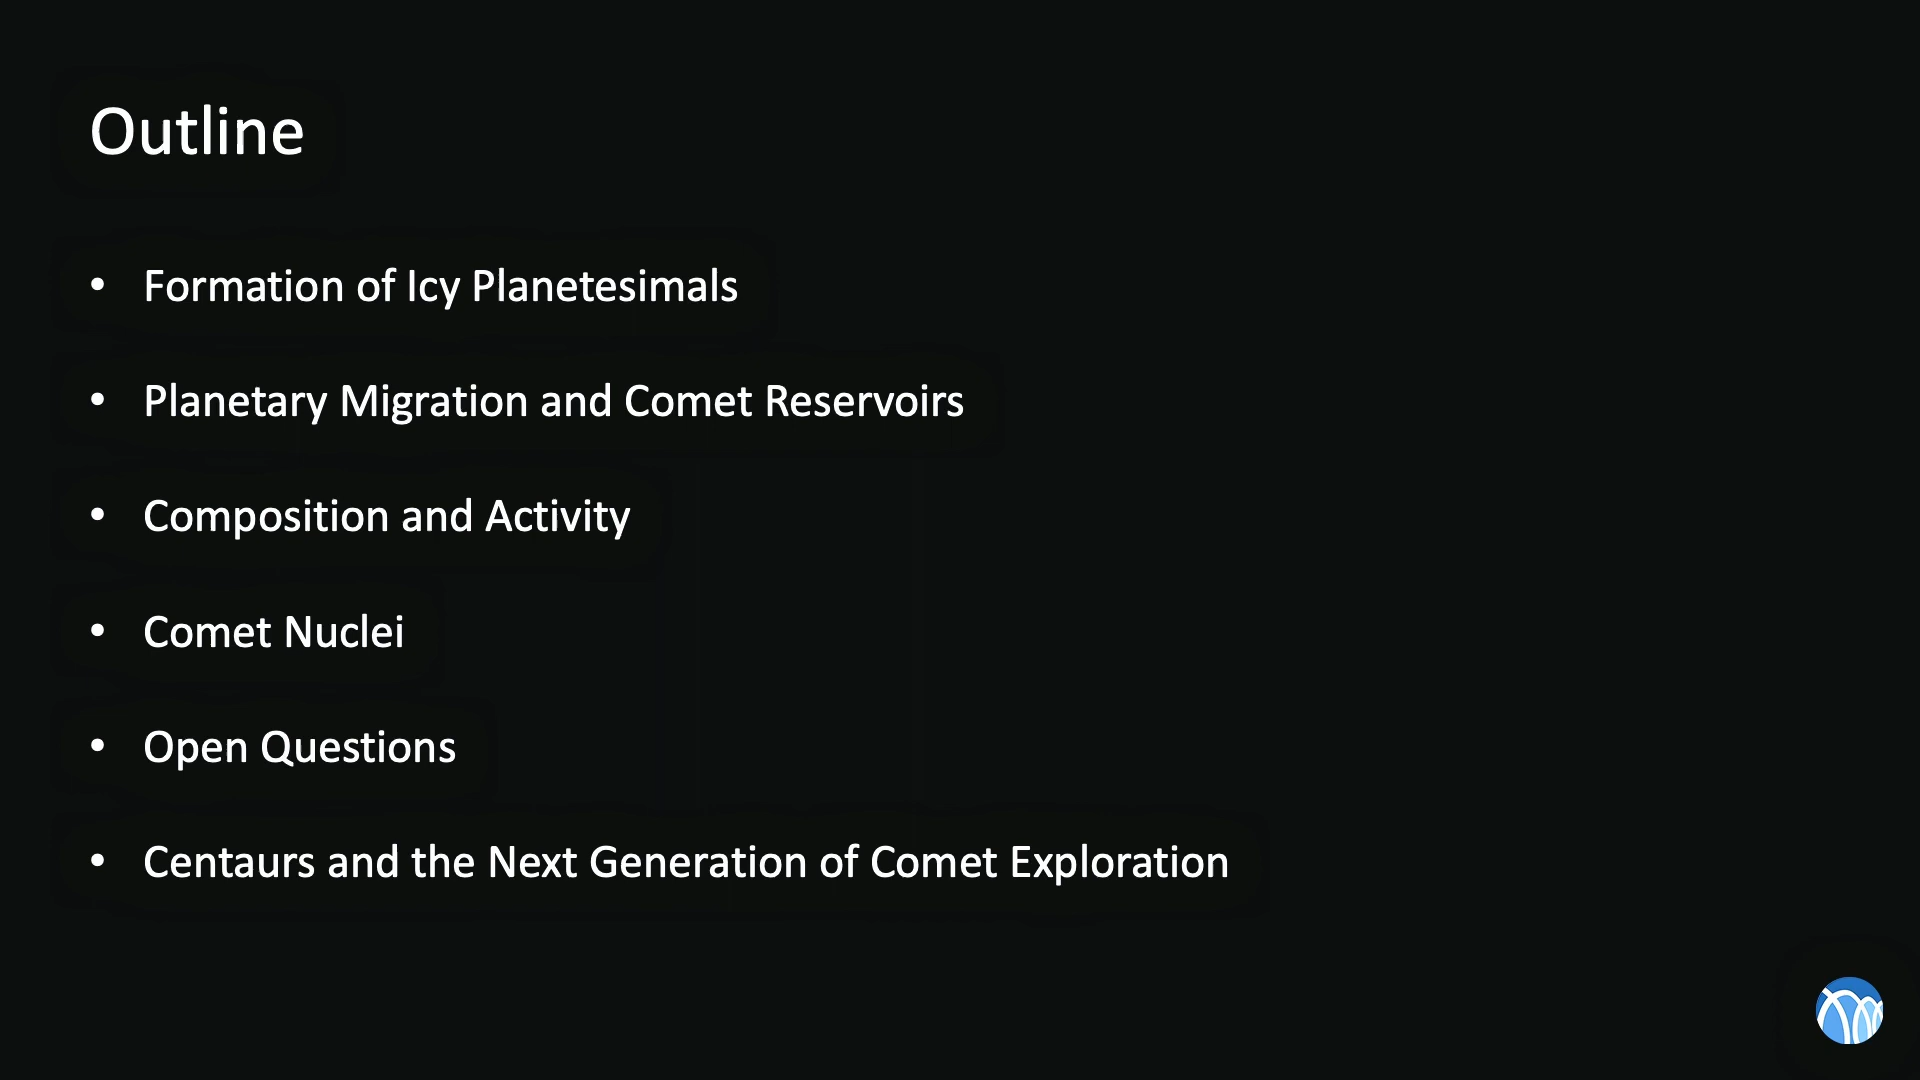 Outline
• Formation of Icy Planetesimals
• Planetary Migration and Comet Reservoirs
• Composition and Activity
• Comet Nuclei
• Open Questions
• Centaurs and the Next Generation of Comet Exploration